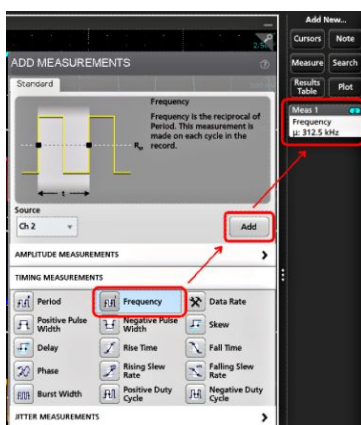 Add New...
Cursors
Note
Measure
Search
Results
Table
Plot
Meas 1
Frequency
µ: 312.5 kHz
ADD MEASUREMENTS
Standard
Frequency
Frequency is the reciprocal of
Period. This measurement is
made on each cycle in the
record.
t
Source
Ch 2
Add
AMPLITUDE MEASUREMENTS
TIMING MEASUREMENTS
Period
Frequency
Data Rate
Positive Pulse
Width
Negative Pulse
Width
Skew
Delay
Rise Time
Fall Time
Phase
Rising Slew
Rate
Falling Slew
Rate
Burst Width
Positive Duty
Cycle
Negative Duty
Cycle
JITTER MEASUREMENTS